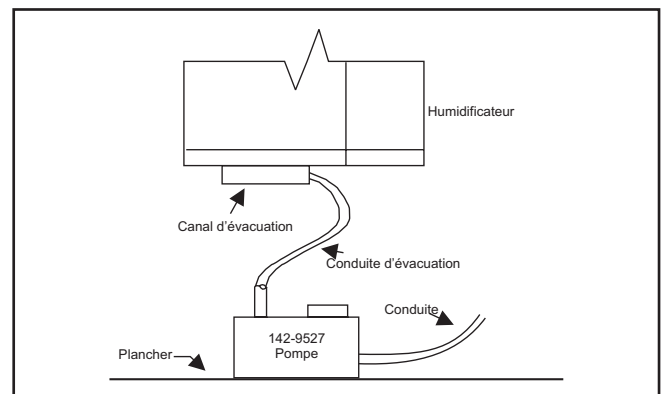 Humidificateur
Canal d'évacuation
Conduite d'évacuation
Conduite
142-9527
Pompe
Plancher